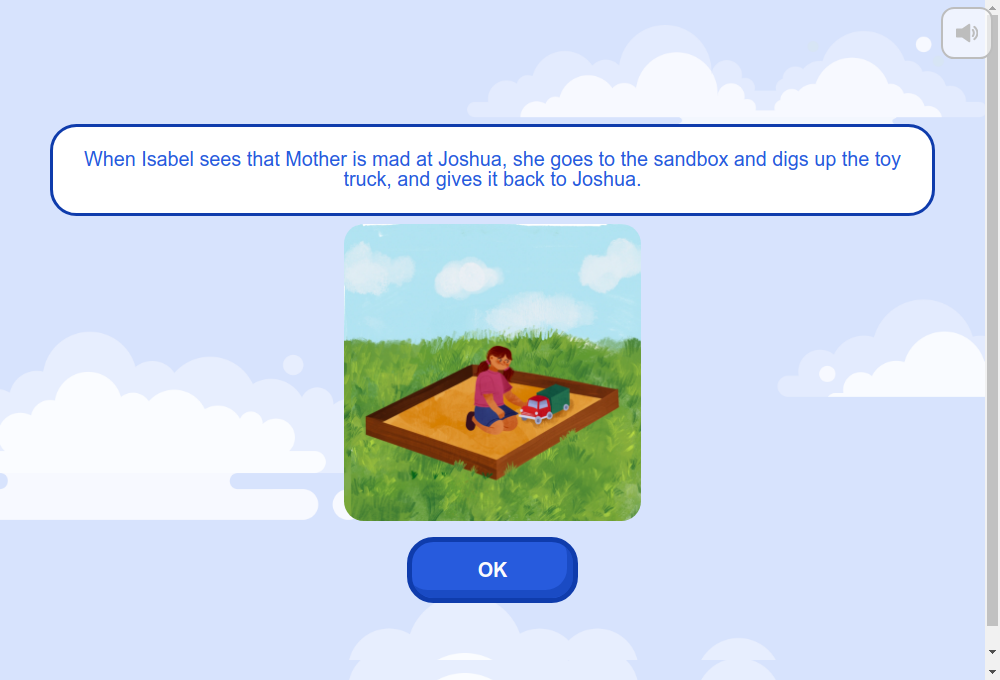 When Isabel sees that Mother is mad at Joshua, she goes to the sandbox and digs up the toy
truck, and gives it back to Joshua.
OK